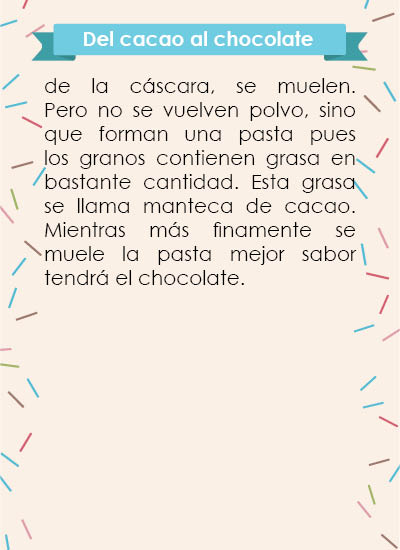 Del cacao al chocolate
de la cáscara, se muelen.
Pero no se vuelven polvo, sino
que forman una pasta pues
los granos contienen grasa en
bastante cantidad. Esta grasa
se llama manteca de cacao.
Mientras más finamente se
muele la pasta mejor sabor
tendrá el chocolate.